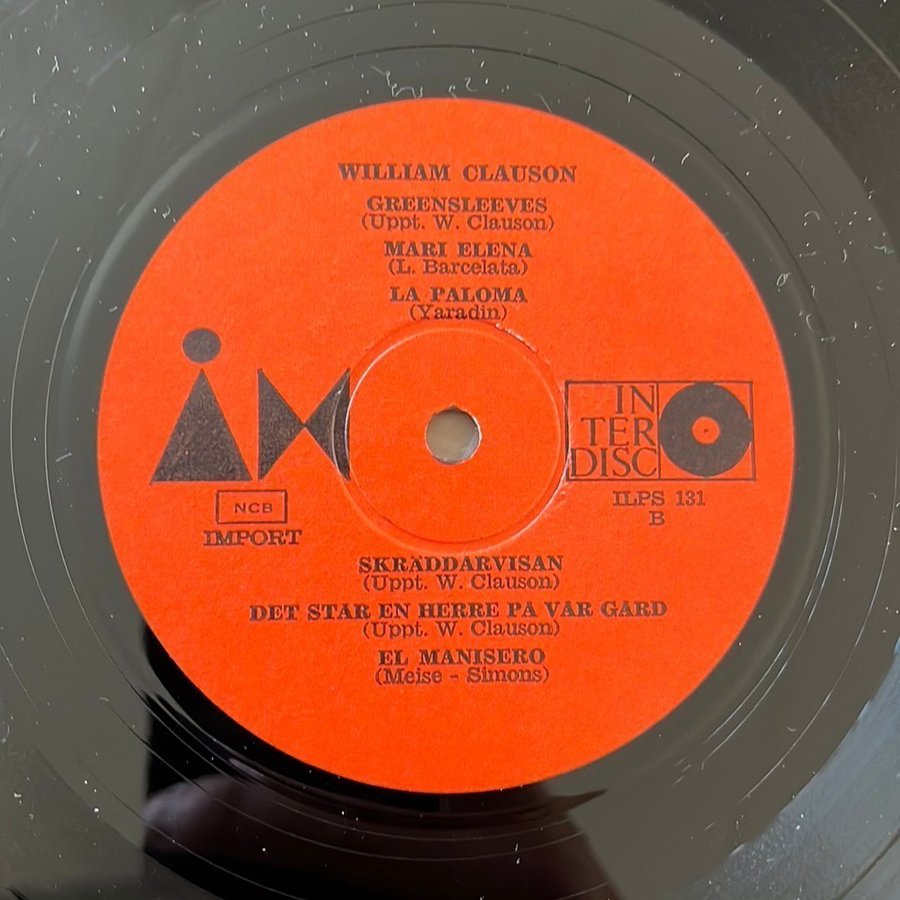 WILLIAM CLAUSON
GREENSLEEVES
(Uppt. W. Clauson)
MARI ELENA
(L. Barcelata)
LA PALOMA
(Yaradin)
IN
TER
DISC
NCB
IMPORT
ILPS 131
B
SKRÄDDARVISAN
(Uppt. W. Clauson)
DET STÅR EN HERRE PÅ VÅR GÅRD
(Uppt. W. Clauson)
EL MANISERO
(Meise - Simons)